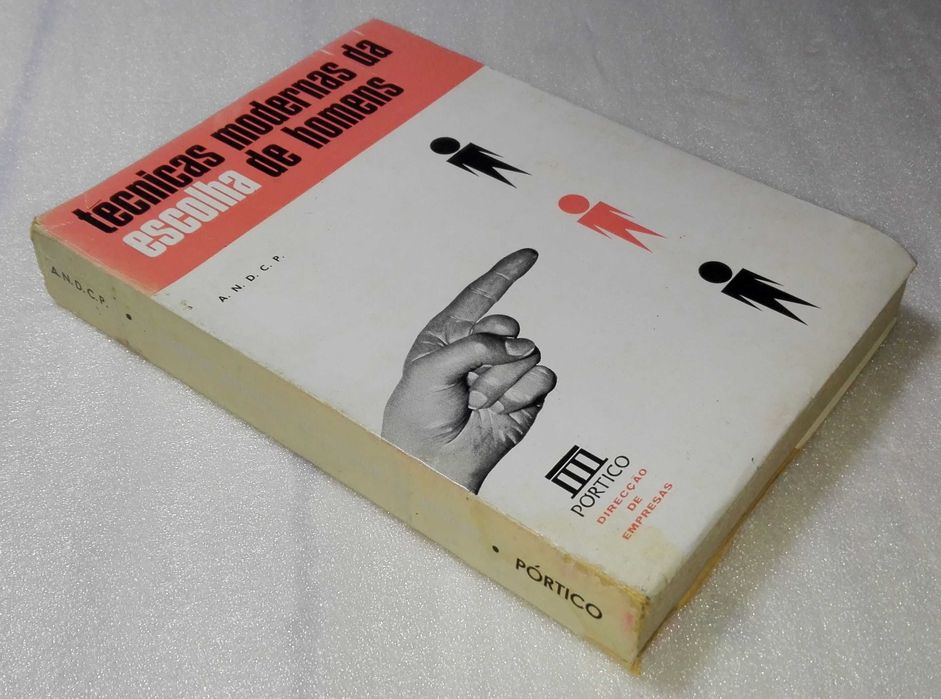 tecnicas modernas da
escolha de homens
A. N. D. C. P.
PÓRTICO
DIRECÇÃO
DE
EMPRESAS
A.N.D.C.P. •
• PÓRTICO